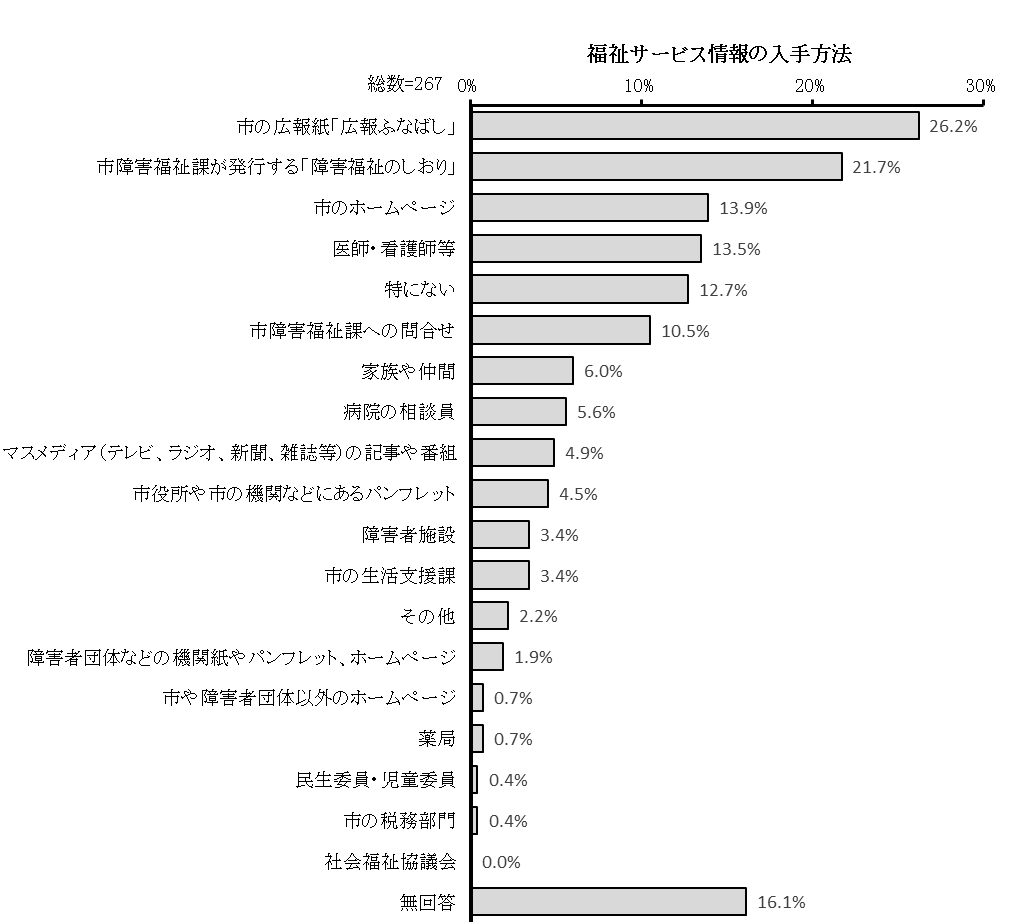 福祉サービス情報の入手方法
総数=267 0% 10% 20% 30%
市の広報紙「広報ふなばし」 26.2%
市障害福祉課が発行する「障害福祉のしおり」 21.7%
市のホームページ 13.9%
医師・看護師等 13.5%
特にない 12.7%
市障害福祉課への問合せ 10.5%
家族や仲間 6.0%
病院の相談員 5.6%
マスメディア（テレビ、ラジオ、新聞、雑誌等）の記事や番組 4.9%
市役所や市の機関などにあるパンフレット 4.5%
障害者施設 3.4%
市の生活支援課 3.4%
その他 2.2%
障害者団体などの機関紙やパンフレット、ホームページ 1.9%
市や障害者団体以外のホームページ 0.7%
薬局 0.7%
民生委員・児童委員 0.4%
市の税務部門 0.4%
社会福祉協議会 0.0%
無回答 16.1%